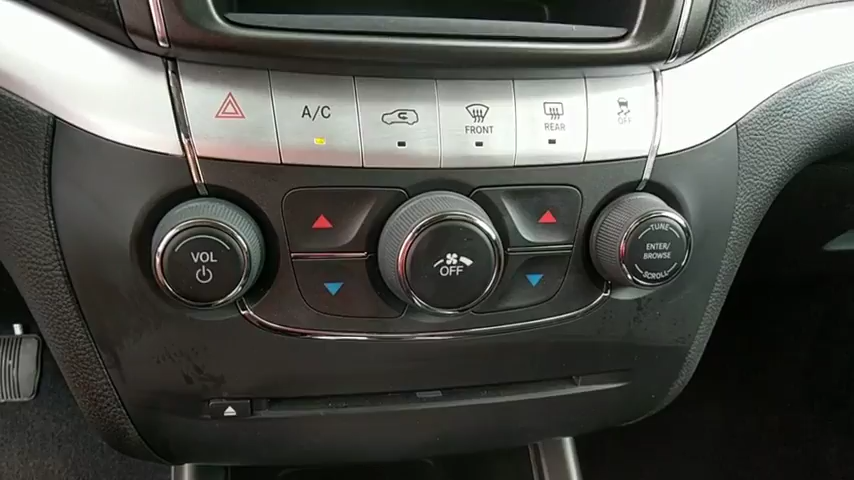 A/C
FRONT
REAR
OFF
VOL
OFF
TUNE
ENTER/
BROWSE
SCROLL